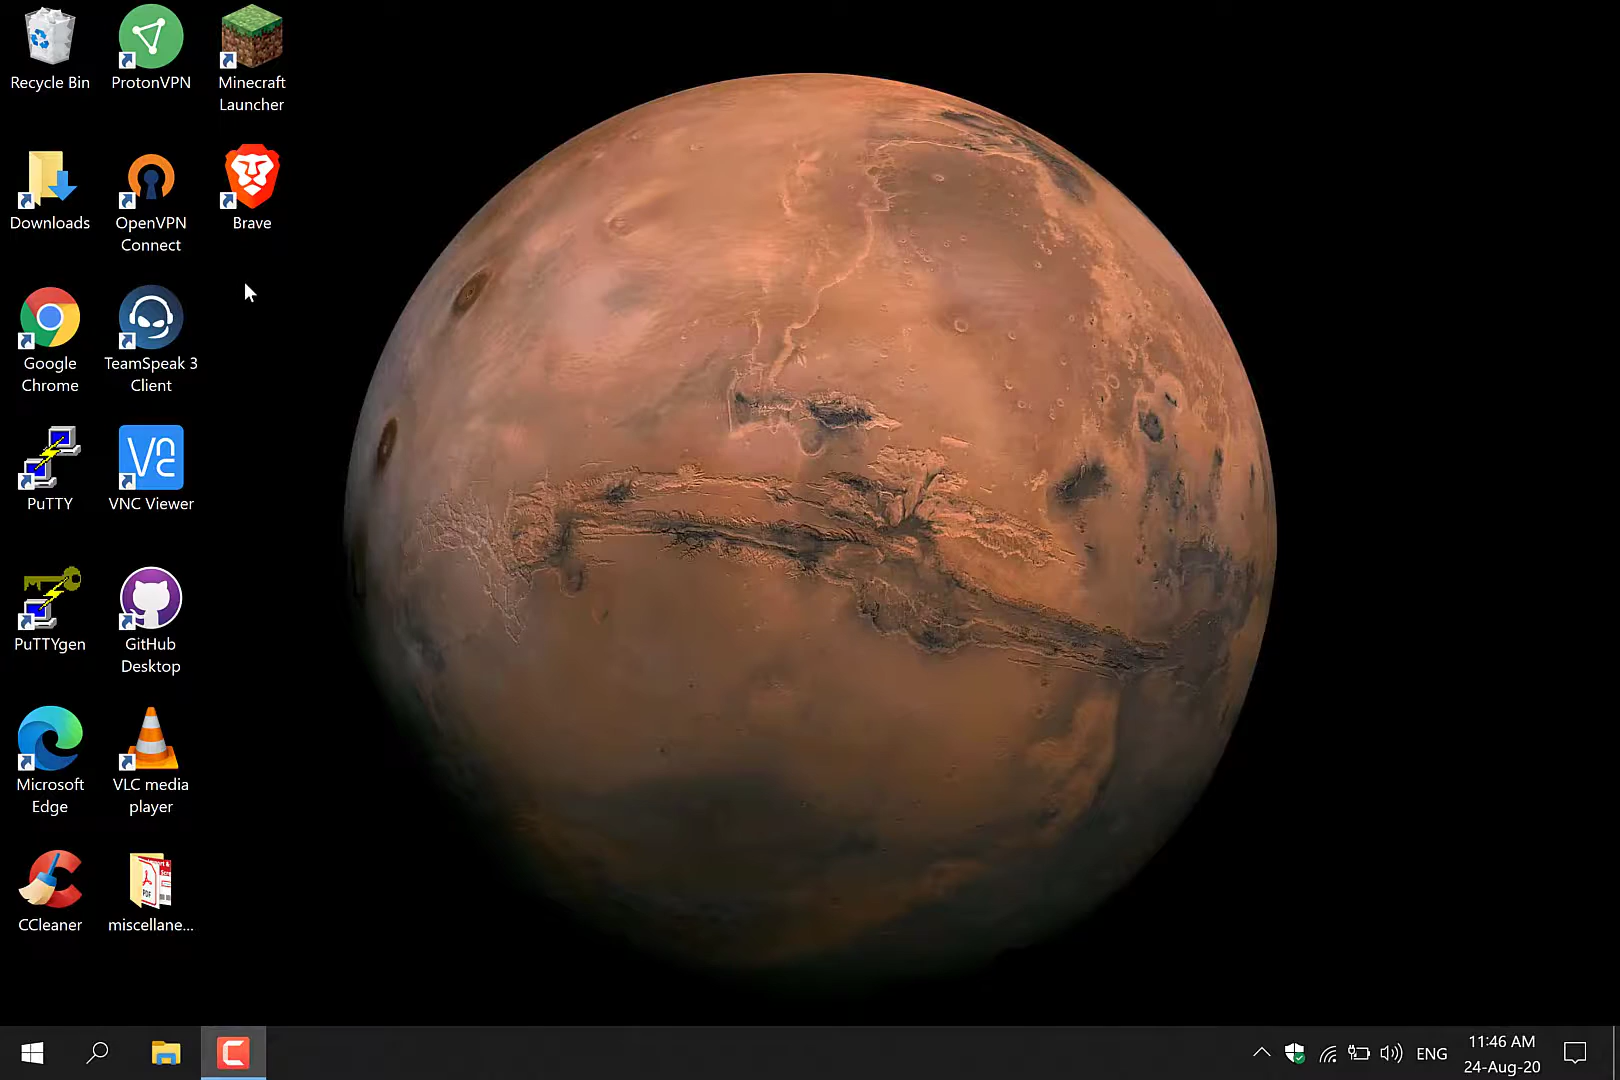 Recycle Bin
ProtonVPN
Minecraft
Launcher
Downloads
OpenVPN
Connect
Brave
Google
Chrome
TeamSpeak 3
Client
PuTTY
VNC Viewer
PuTTYgen
GitHub
Desktop
Microsoft
Edge
VLC media
player
PDF
CCleaner
miscellane...
ENG
11:46 AM
24-Aug-20